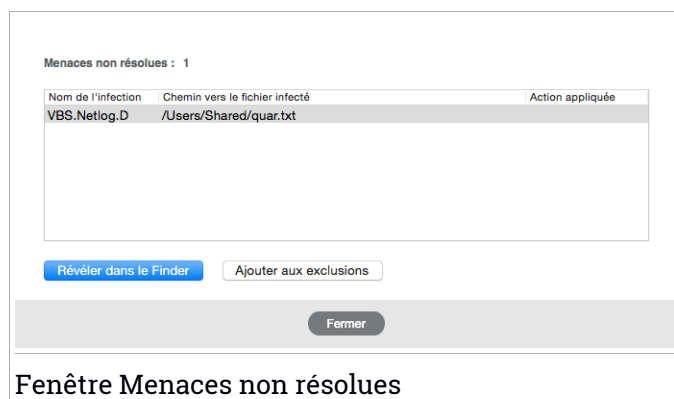 Menaces non résolues : 1
Nom de l'infection Chemin vers le fichier infecté Action appliquée
VBS.Netlog.D /Users/Shared/quar.txt
Révéler dans le Finder Ajouter aux exclusions
Fermer
Fenêtre Menaces non résolues